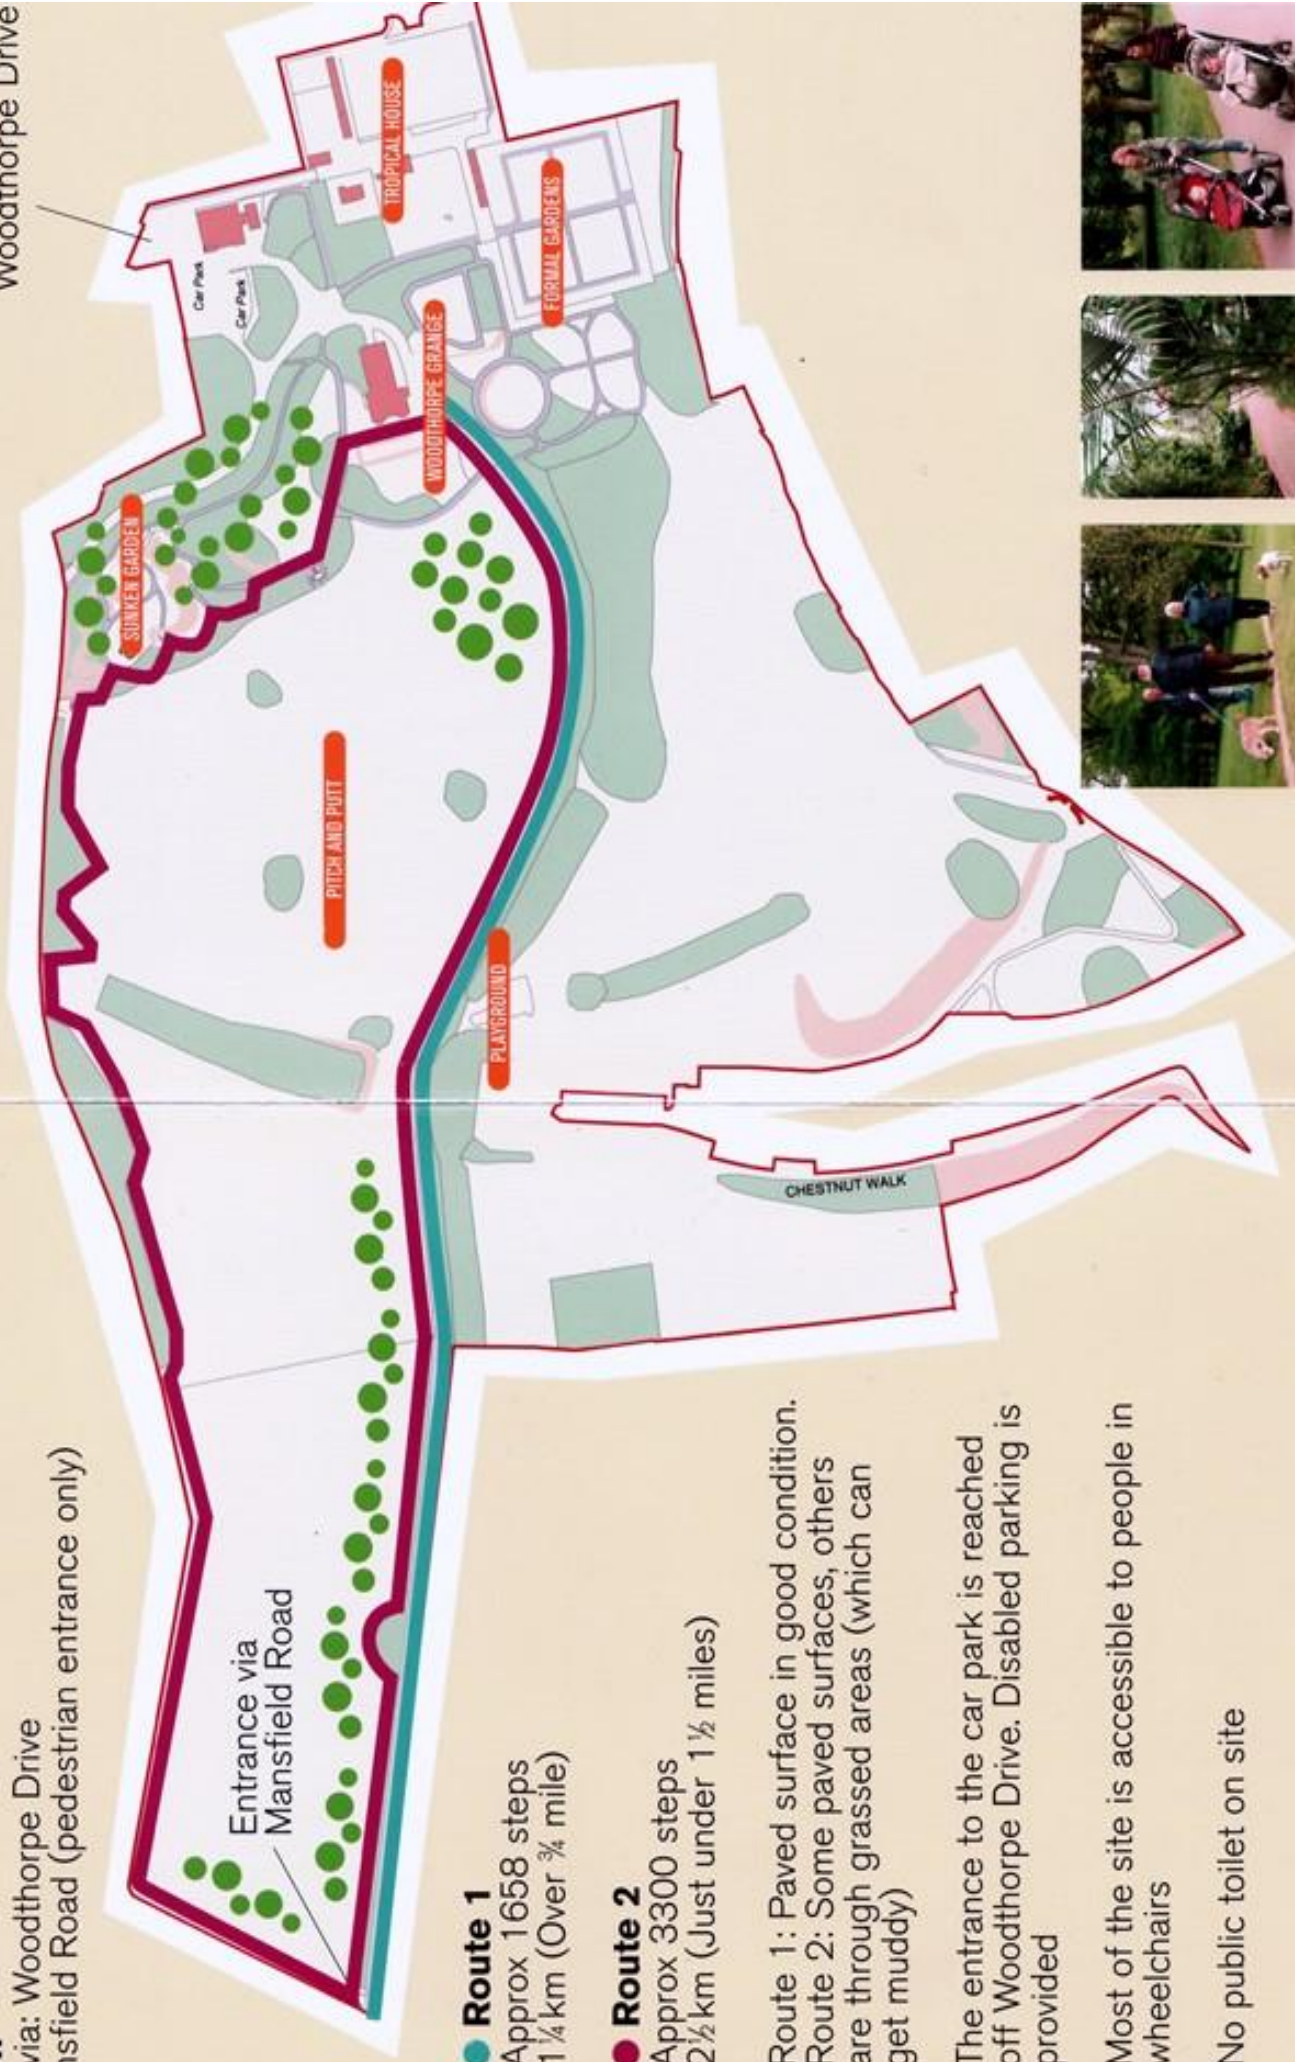 Woodthorpe Drive
via: Woodthorpe Drive
nsfield Road (pedestrian entrance only)
Entrance via
Mansfield Road
Car Park
Car Park
SUNKEN GARDEN
TROPICAL HOUSE
WOODTHORPE GRANGE
FORMAL GARDENS
PITCH AND PUTT
PLAYGROUND
CHESTNUT WALK
Route 1
Approx 1658 steps
1¼ km (Over ¾ mile)
Route 2
Approx 3300 steps
2½ km (Just under 1½ miles)
Route 1: Paved surface in good condition.
Route 2: Some paved surfaces, others
are through grassed areas (which can
get muddy)
The entrance to the car park is reached
off Woodthorpe Drive. Disabled parking is
provided
Most of the site is accessible to people in
wheelchairs
No public toilet on site